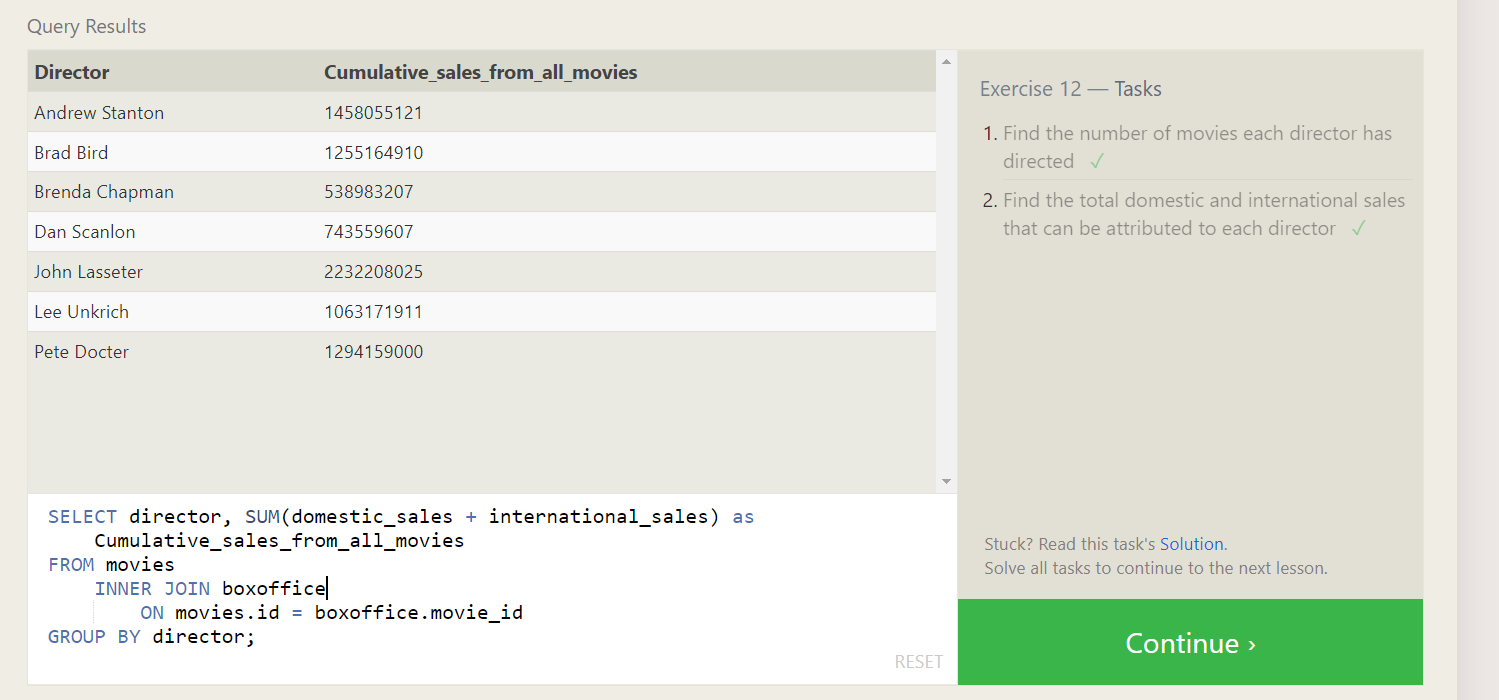 Query Results
Director Cumulative_sales_from_all_movies
Andrew Stanton 1458055121
Brad Bird 1255164910
Brenda Chapman 538983207
Dan Scanlon 743559607
John Lasseter 2232208025
Lee Unkrich 1063171911
Pete Docter 1294159000
SELECT director, SUM(domestic_sales + international_sales) as
Cumulative_sales_from_all_movies
FROM movies
INNER JOIN boxoffice
ON movies.id = boxoffice.movie_id
GROUP BY director;
RESET
Exercise 12 — Tasks
1. Find the number of movies each director has
directed ✓
2. Find the total domestic and international sales
that can be attributed to each director ✓
Stuck? Read this task's Solution.
Solve all tasks to continue to the next lesson.
Continue ›